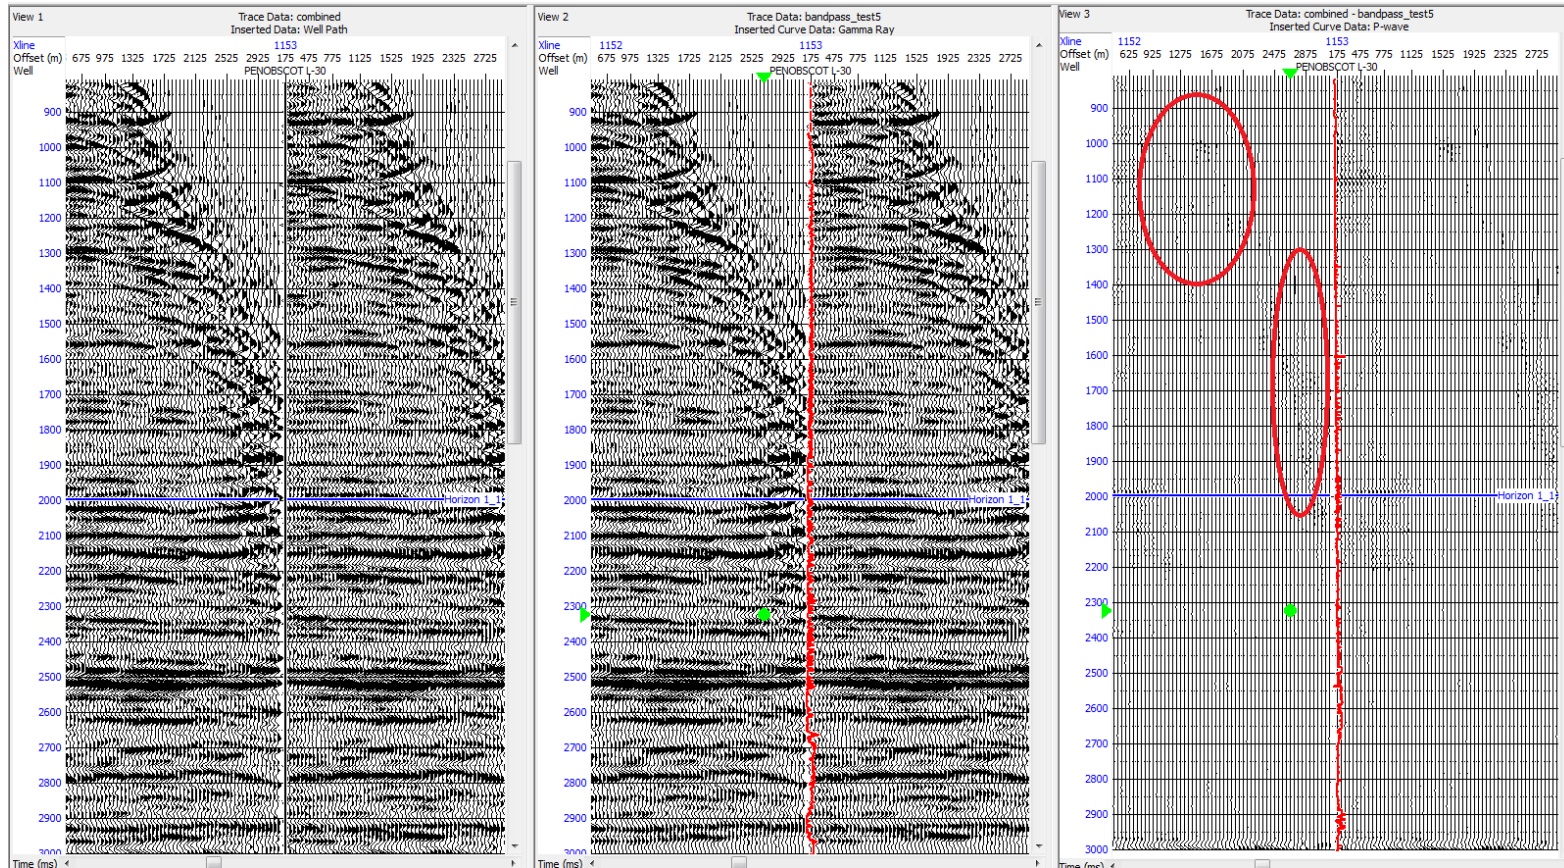 View 1
Trace Data: combined
Inserted Data: Well Path
Xline 1153
Offset (m) 675 975 1325 1725 2125 2525 2925 175 475 775 1125 1525 1925 2325 2725
Well PENOBSCOT L-30
900
1000
1100
1200
1300
1400
1500
1600
1700
1800
1900
2000 Horizon 1_1
2100
2200
2300
2400
2500
2600
2700
2800
2900
3000
Time (ms)
View 2
Trace Data: bandpass_test5
Inserted Curve Data: Gamma Ray
Xline 1152 1153
Offset (m) 675 975 1325 1725 2125 2525 2925 175 475 775 1125 1525 1925 2325 2725
Well PENOBSCOT L-30
900
1000
1100
1200
1300
1400
1500
1600
1700
1800
1900
2000 Horizon 1_1
2100
2200
2300
2400
2500
2600
2700
2800
2900
3000
Time (ms)
View 3
Trace Data: combined - bandpass_test5
Inserted Curve Data: P-wave
Xline 1152 1153
Offset (m) 625 925 1275 1675 2075 2475 2875 175 475 775 1125 1525 1925 2325 2725
Well PENOBSCOT L-30
900
1000
1100
1200
1300
1400
1500
1600
1700
1800
1900
2000 Horizon 1_1
2100
2200
2300
2400
2500
2600
2700
2800
2900
3000
Time (ms)